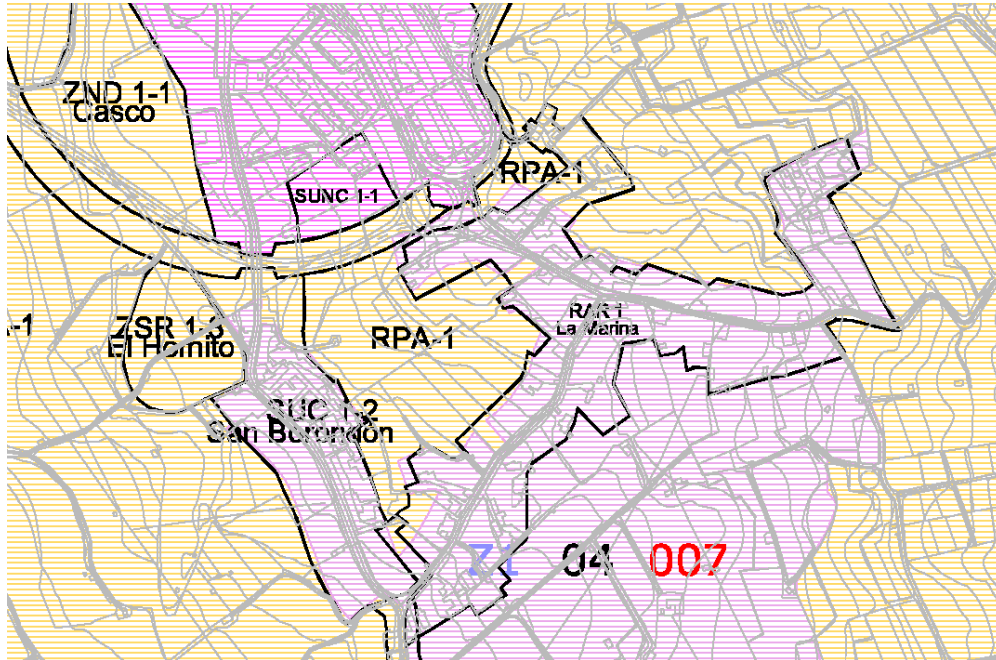 ZND 1-1
Casco
RPA-1
SUNC 1-1
RAR 1
La Marina
-1
ZSR 1-3
El Hornito
RPA-1
SUC 1-2
San Borondón
Z1 04 007